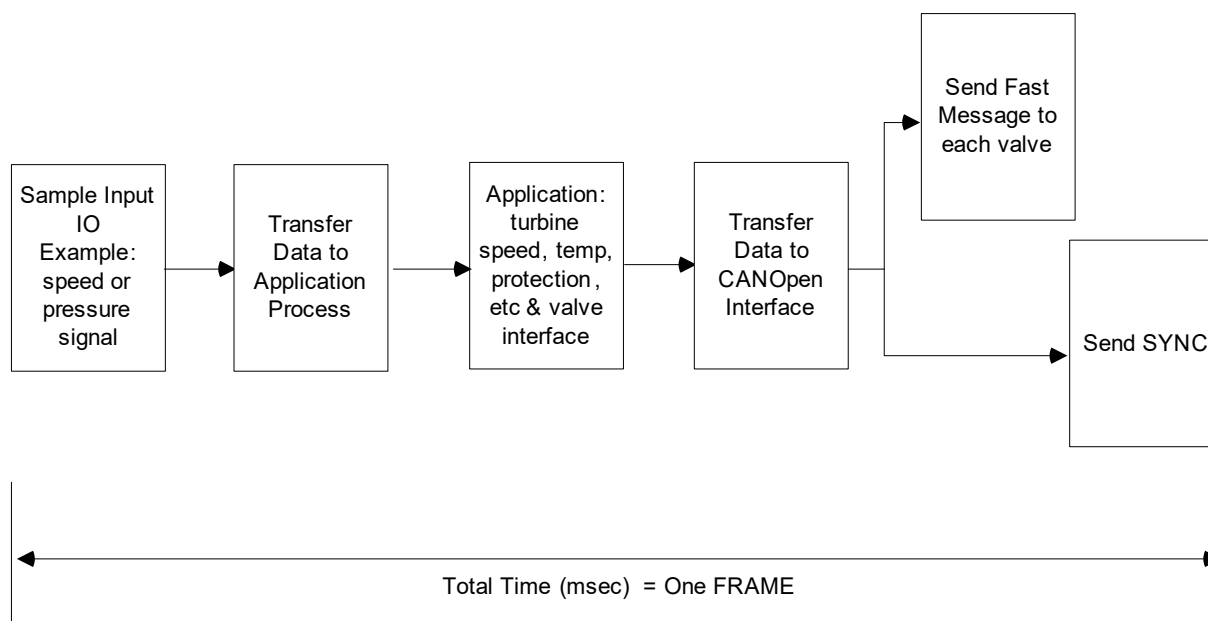 Sample Input
IO
Example:
speed or
pressure
signal
Transfer
Data to
Application
Process
Application:
turbine
speed, temp,
protection,
etc & valve
interface
Transfer
Data to
CANOpen
Interface
Send Fast
Message to
each valve
Send SYNC
Total Time (msec) = One FRAME